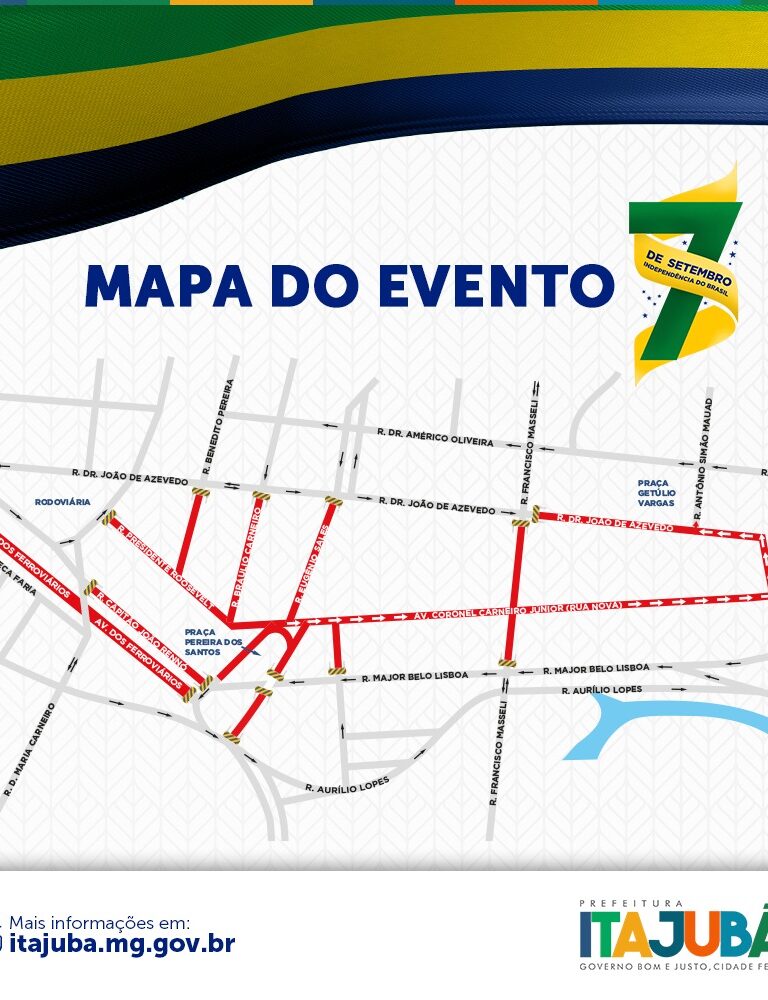 MAPA DO EVENTO
7
DE SETEMBRO
INDEPENDÊNCIA DO BRASIL
R. BENEDITO PEREIRA
R. FRANCISCO MASSELI
R. ANTÔNIO SIMÃO MAUAD
R. DR. AMÉRICO OLIVEIRA
R. DR. JOÃO DE AZEVEDO
PRAÇA
GETÚLIO
VARGAS
RODOVIÁRIA
R. DR. JOÃO DE AZEVEDO
R. DR. JOÃO DE AZEVEDO
R. PRESIDENTE ROOSEVELT
R. BRAULIO CARNEIRO
R. EUGENIO SALES
DOS FERROVIÁRIOS
ECA FARIA
R. CAPITÃO JOÃO RENNÓ
AV. DOS FERROVIÁRIOS
AV. CORONEL CARNEIRO JUNIOR (RUA NOVA)
PRAÇA
PEREIRA DOS
SANTOS
R. MAJOR BELO LISBOA
R. MAJOR BELO LISBOA
R. AURÍLIO LOPES
R. D. MARIA CARNEIRO
R. FRANCISCO MASSELI
R. AURÍLIO LOPES
Mais informações em:
itajuba.mg.gov.br
PREFEITURA
ITAJUBÁ
GOVERNO BOM E JUSTO, CIDADE FE